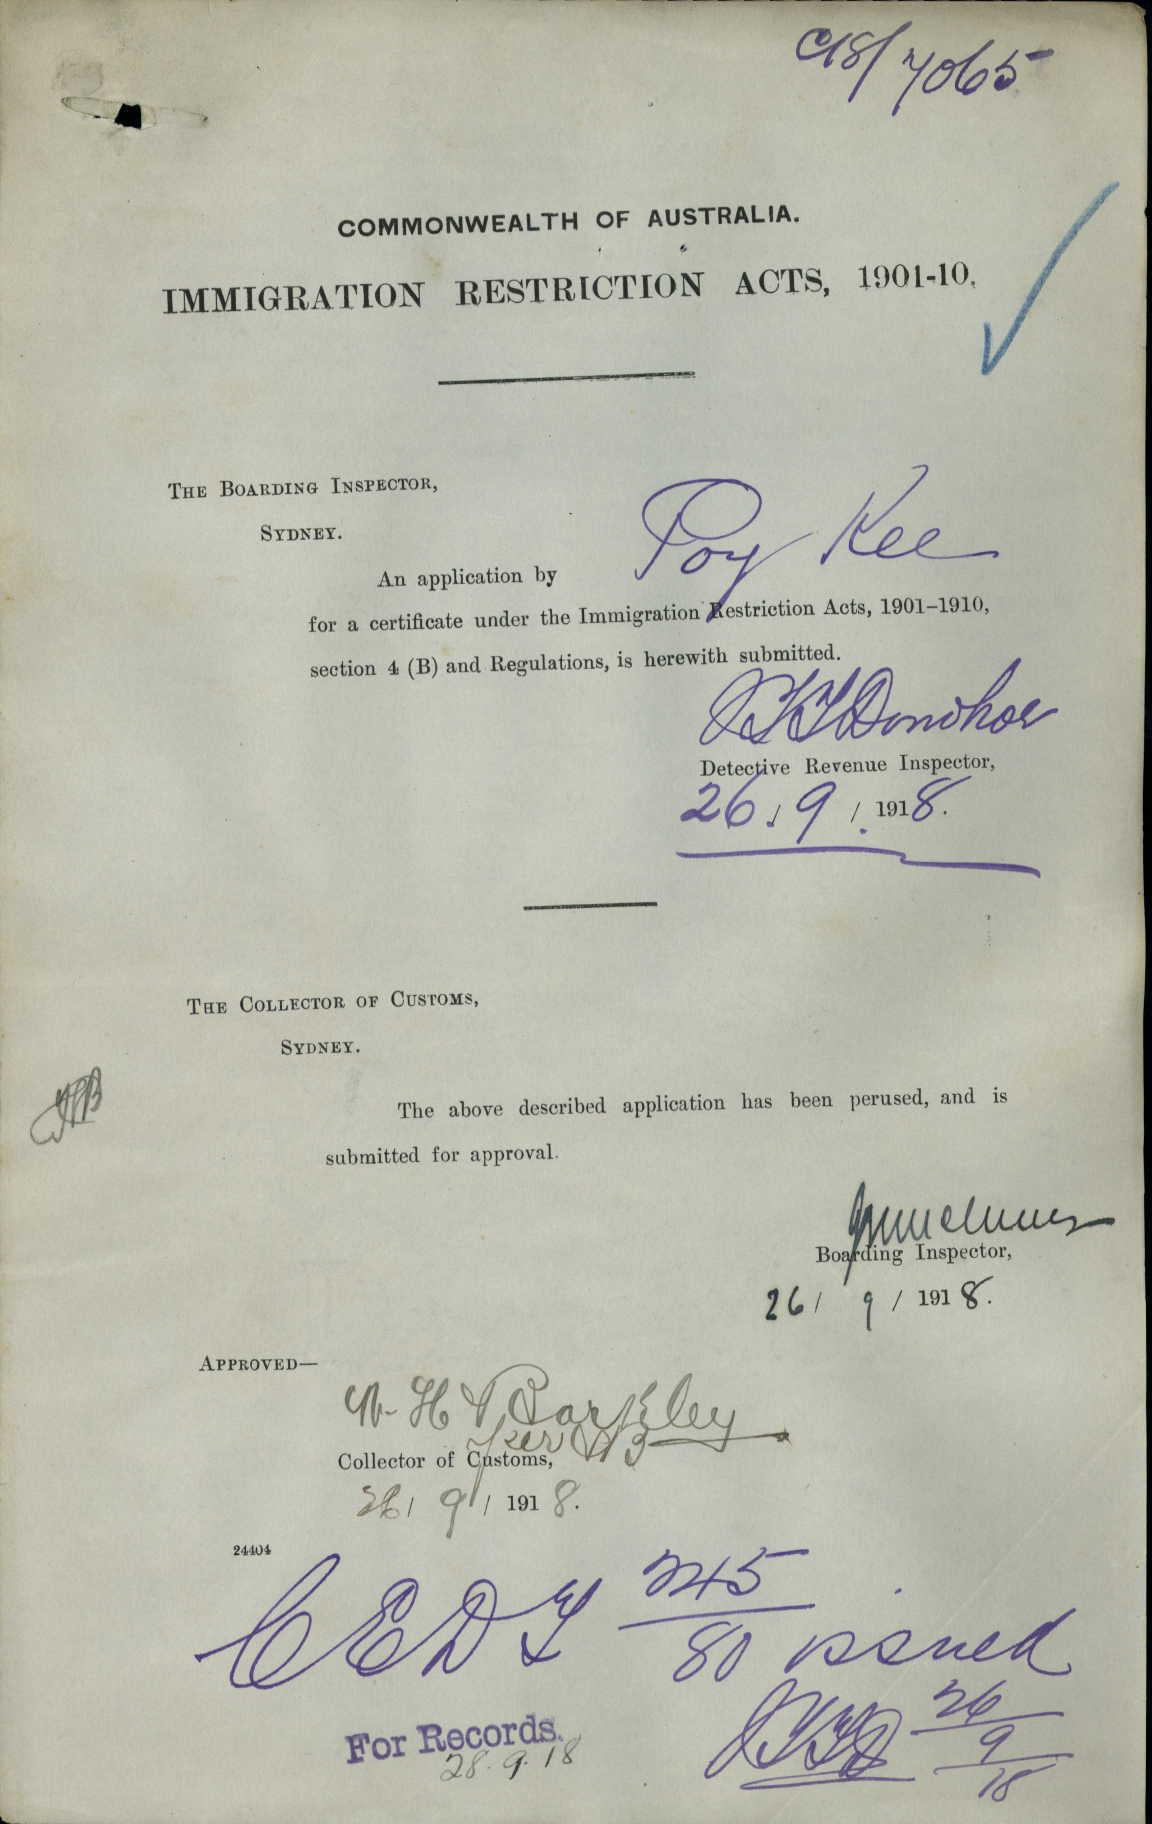 C18/7065
COMMONWEALTH OF AUSTRALIA.
IMMIGRATION RESTRICTION ACTS, 1901-10.
THE BOARDING INSPECTOR,
SYDNEY.
An application by Poy Kee
for a certificate under the Immigration Restriction Acts, 1901–1910,
section 4 (B) and Regulations, is herewith submitted.
Donohoe
Detective Revenue Inspector,
26 / 9 / 1918.
THE COLLECTOR OF CUSTOMS,
SYDNEY.
The above described application has been perused, and is
submitted for approval.
Boarding Inspector,
26 / 9 / 1918.
APPROVED—
W. H. Barkley
per
Collector of Customs,
26 / 9 / 1918.
24404
CEDT 245/80 issued
26/9/18
For Records.
28.9.18